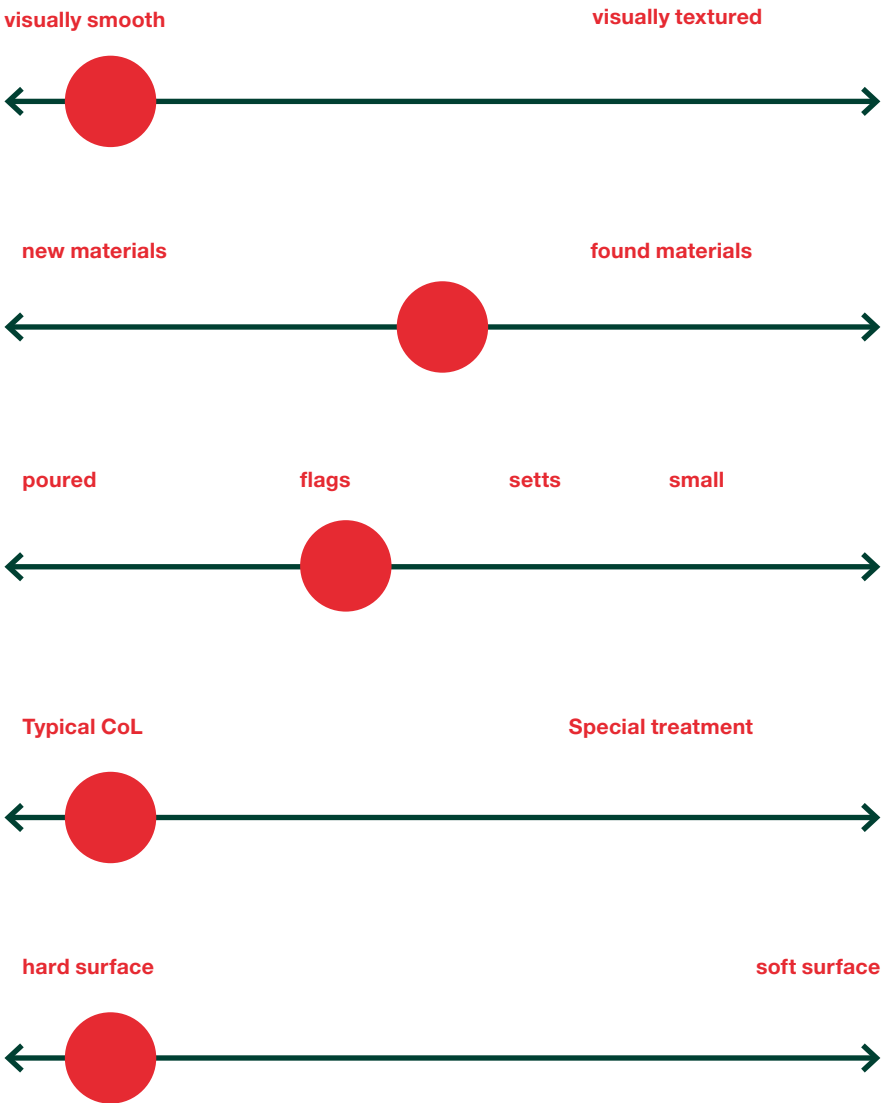 visually smooth visually textured
new materials found materials
poured flags setts small
Typical CoL Special treatment
hard surface soft surface